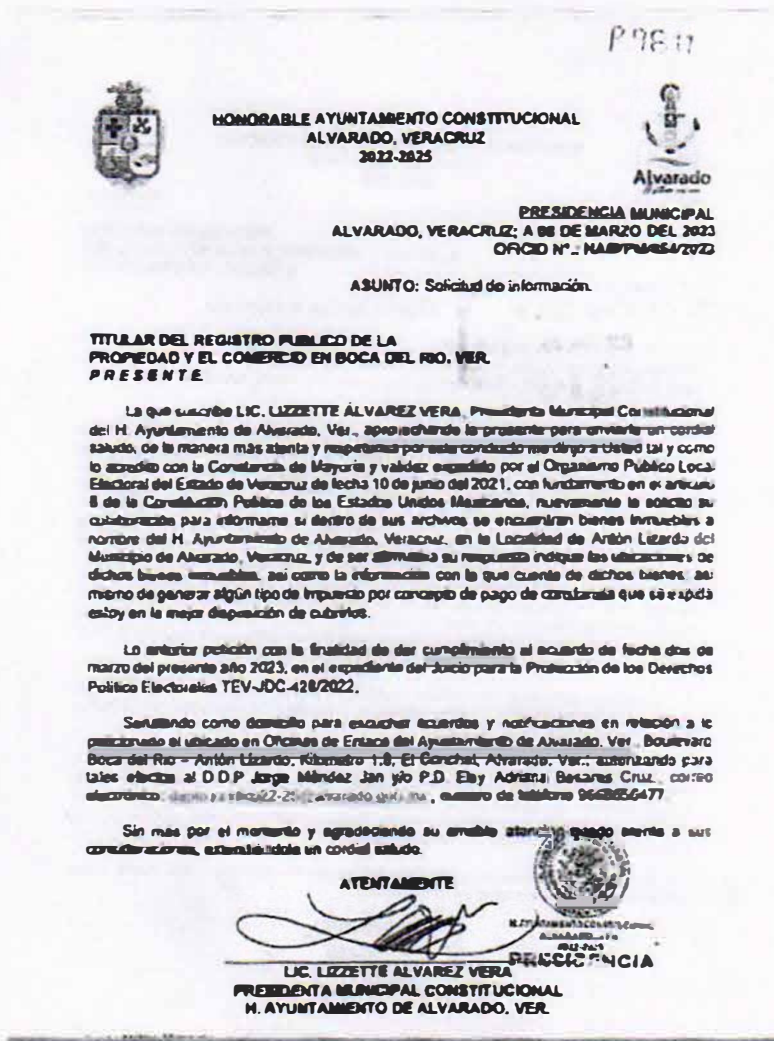 HONORABLE AYUNTAMIENTO CONSTITUCIONAL
ALVARADO, VERACRUZ
2022-2025
Alvarado
PRESIDENCIA MUNICIPAL
ALVARADO, VERACRUZ; A 08 DE MARZO DEL 2023
OFICIO N°.:
ASUNTO: Solicitud de información.
TITULAR DEL REGISTRO PUBLICO DE LA
PROPIEDAD Y EL COMERCIO EN BOCA DEL RIO, VER.
P R E S E N T E
La que suscribe LIC. LIZZETTE ÁLVAREZ VERA, Presidenta Municipal Constitucional
del H. Ayuntamiento de Alvarado, Ver., aprovechando la presente para enviarle un cordial
saludo, de la manera más atenta y respetuosa por este conducto me dirijo a Usted tal y como
lo acredito con la Constancia de Mayoría y validez expedida por el Organismo Público Local
Electoral del Estado de Veracruz de fecha 10 de junio del 2021, con fundamento en el artículo
8 de la Constitución Política de los Estados Unidos Mexicanos, nuevamente le solicito su
colaboración para informarme si dentro de sus archivos se encuentran bienes inmuebles a
nombre del H. Ayuntamiento de Alvarado, Veracruz, en la Localidad de Antón Lizardo del
Municipio de Alvarado, Veracruz, y de ser afirmativa su respuesta indique las ubicaciones de
dichos bienes inmuebles, así como la información con la que cuente de dichos bienes, así
mismo de generar algún tipo de impuesto por concepto de pago de constancia que se expida
estoy en la mejor disposición de cubrirlos.
Lo anterior petición con la finalidad de dar cumplimiento al acuerdo de fecha dos de
marzo del presente año 2023, en el expediente del Juicio para la Protección de los Derechos
Político Electorales TEV-JDC-428/2022.
Señalando como domicilio para escuchar acuerdos y notificaciones en relación a lo
peticionado el ubicado en Oficinas de Enlace del Ayuntamiento de Alvarado, Ver., Boulevard
Boca del Río – Antón Lizardo, Kilometro 1.8, El Conchal, Alvarado, Ver.; autorizando para
tales efectos al D.D.P Jorge Méndez Jan y/o P.D. Elsy Adriana Besares Cruz, correo
electrónico: , numero de teléfono
Sin más por el momento y agradeciendo su amable atención quedo atenta a sus
consideraciones, extendiéndole un cordial saludo.
ATENTAMENTE
2022-2025
PRESIDENCIA
LIC. LIZZETTE ALVAREZ VERA
PRESIDENTA MUNICIPAL CONSTITUCIONAL
H. AYUNTAMIENTO DE ALVARADO, VER.